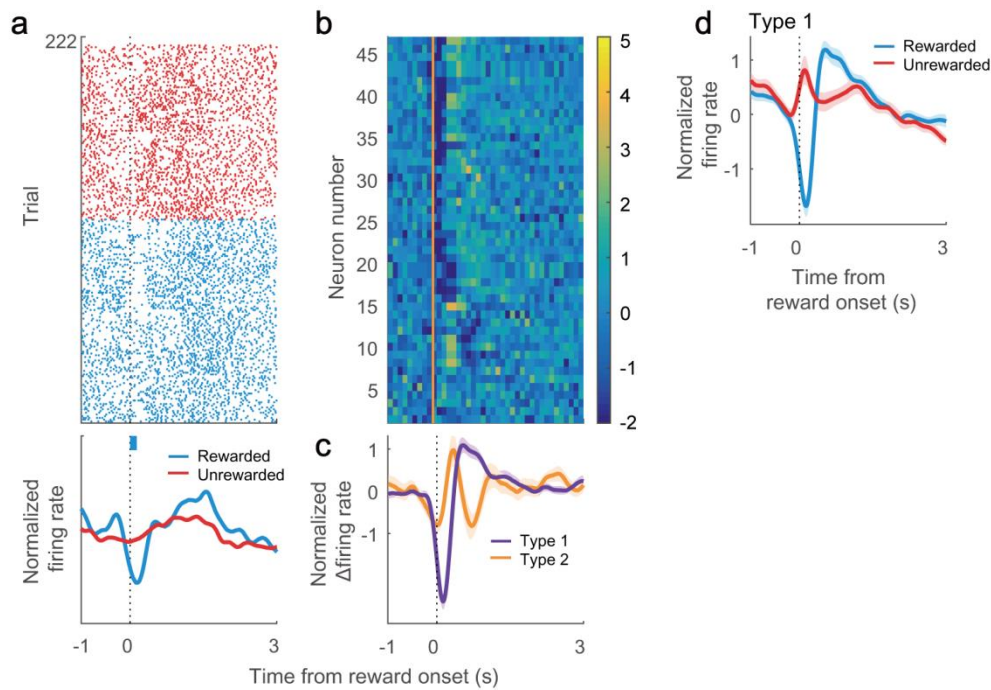 a
222
Trial
Rewarded
Unrewarded
Normalized
firing rate
-1
0
3
b
45
40
35
30
25
20
15
10
5
Neuron number
5
4
3
2
1
0
-1
-2
c
1
0
-1
Normalized
Δfiring rate
Type 1
Type 2
-1
0
3
Time from reward onset (s)
d
Type 1
Rewarded
Unrewarded
1
0
-1
Normalized
firing rate
-1
0
3
Time from
reward onset (s)